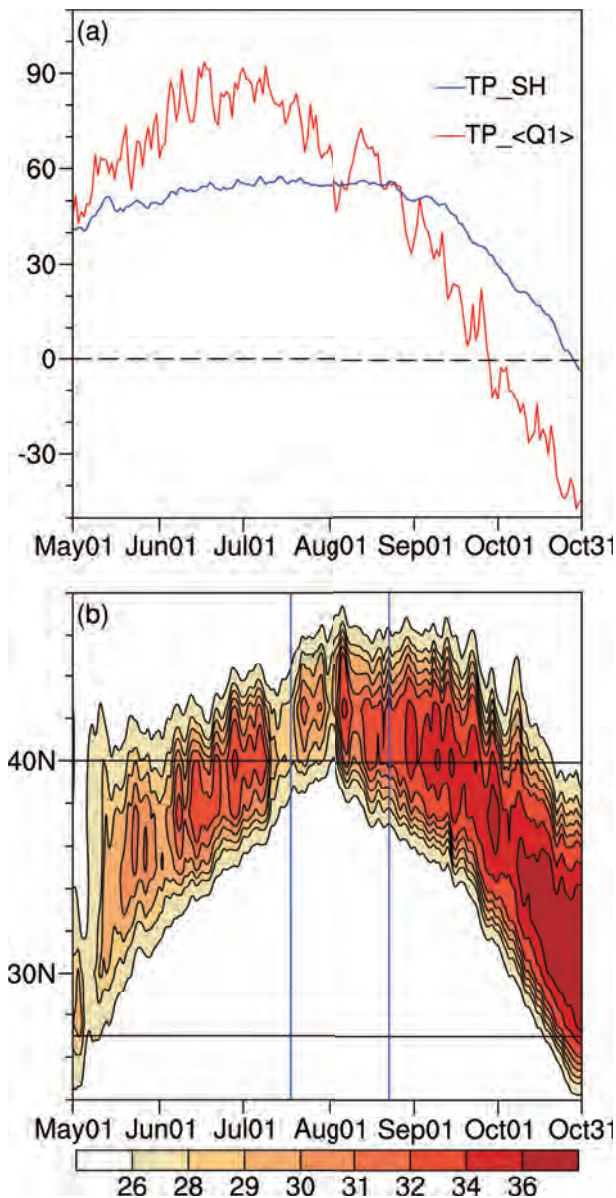 (a)
90
60
30
0
-30
TP_SH
TP_<Q1>
May01 Jun01 Jul01 Aug01 Sep01 Oct01 Oct31
(b)
40N
30N
May01 Jun01 Jul01 Aug01 Sep01 Oct01 Oct31
26 28 29 30 31 32 34 36